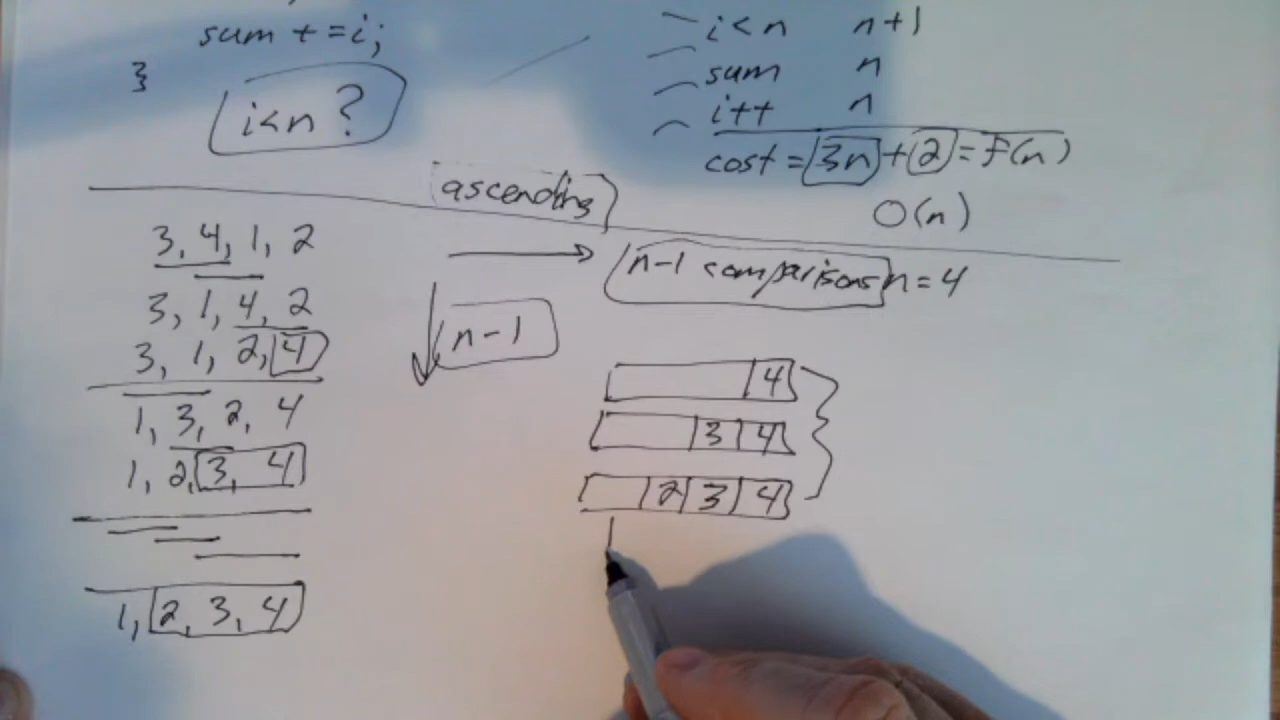 sum += i;
}
i<n ?
i<n n+1
sum n
i++ n
cost = 3n + 2 = F(n)
O(n)
ascending
3, 4, 1, 2
3, 1, 4, 2
3, 1, 2, 4
1, 3, 2, 4
1, 2, 3, 4
1, 2, 3, 4
n-1
n-1 comparisons n=4
4
3 4
2 3 4